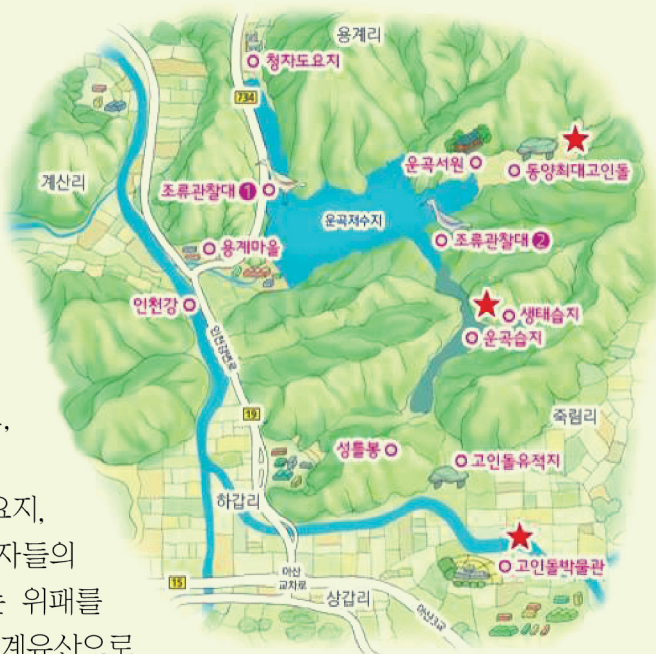 용계리
청자도요지
734
운곡서원
동양최대고인돌
계산리
조류관찰대 1
운곡저수지
조류관찰대 2
용계마을
인천강
생태습지
운곡습지
인천강변로
19
죽림리
성틀봉
고인돌유적지
하갑리
요지,
자들의
고인돌박물관
아산
교차로
15
상갑리
아산3교
는 위패를
계유산으로